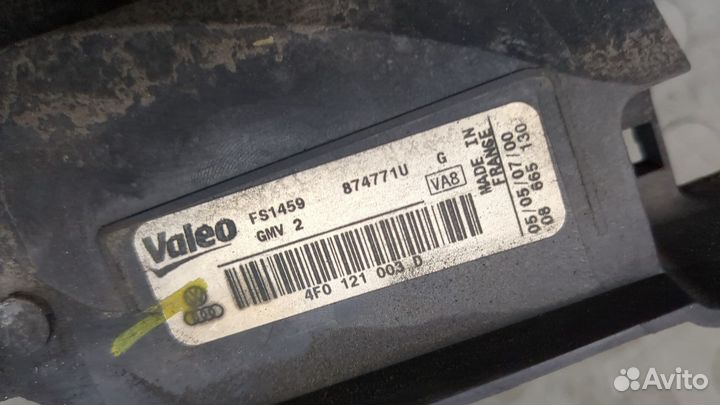 Valeo
FS1459
GMV 2
874771U
G
VA8
MADE IN
FRANCE
05/05/07/00
08 665 130
4F0 121 003 D
Avito